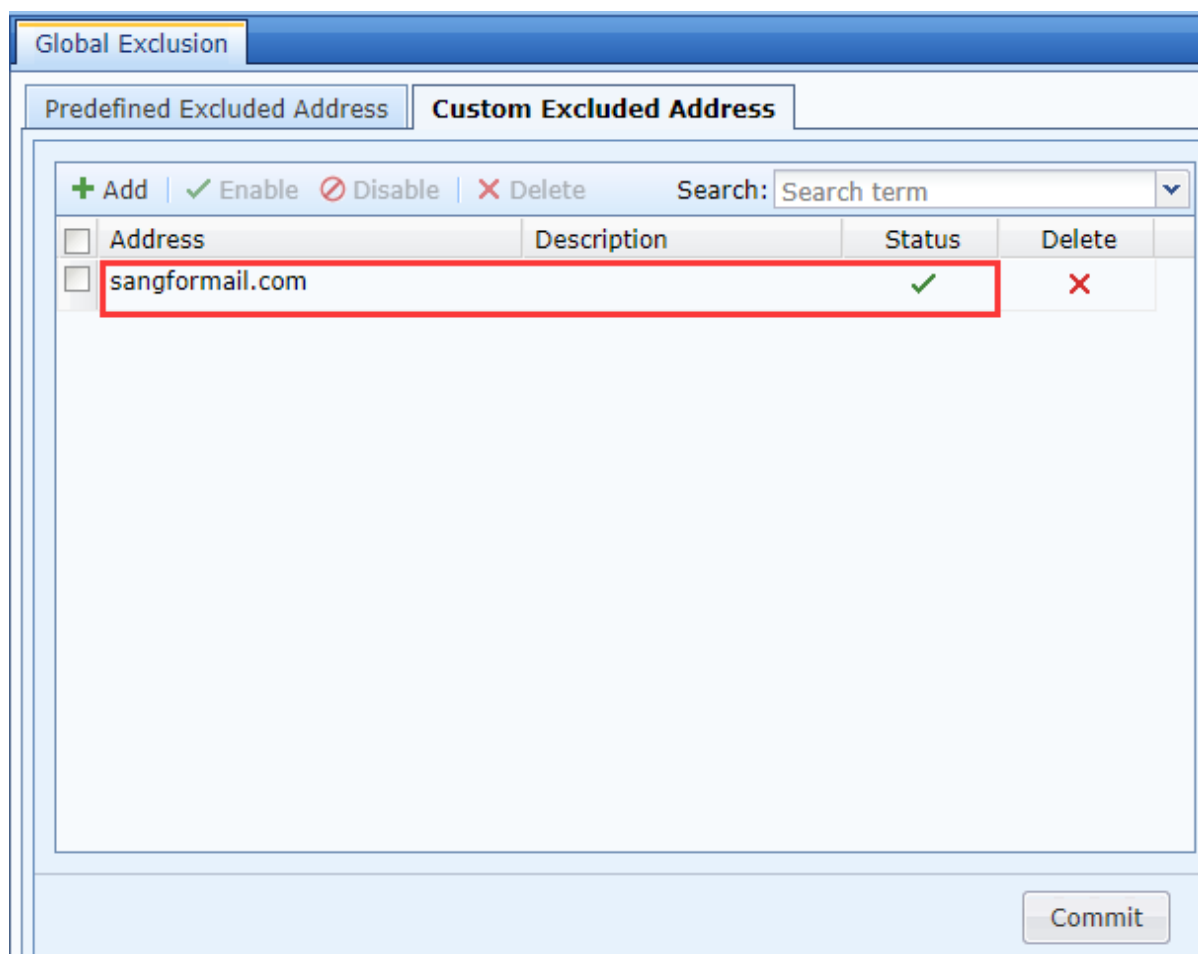 Global Exclusion
Predefined Excluded Address Custom Excluded Address
Add Enable Disable Delete Search: Search term
Address Description Status Delete
sangformail.com
Commit